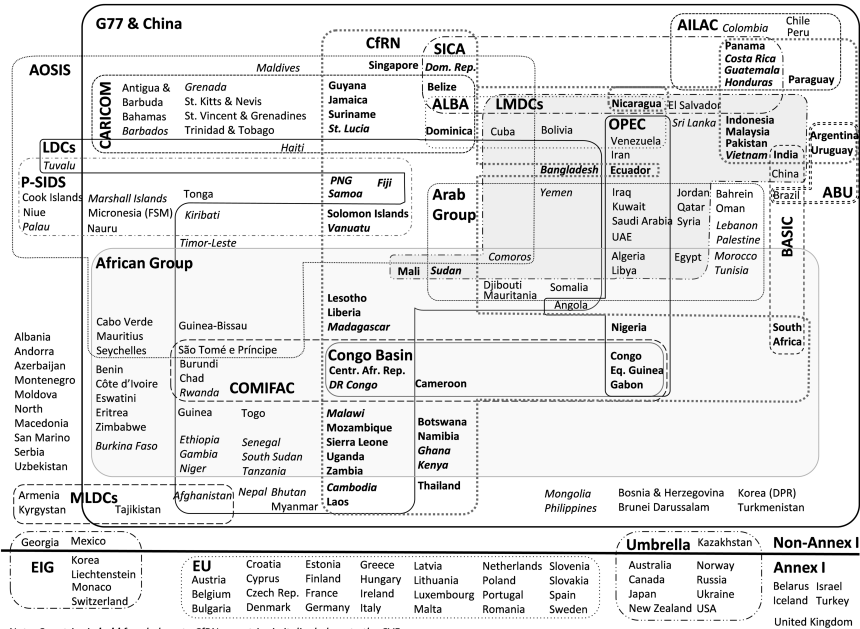 G77 & China
AILAC Colombia Chile
Peru
CfRN
SICA
AOSIS
Maldives
Singapore
Dom. Rep.
Panama
Costa Rica
Guatemala
Honduras
Paraguay
CARICOM
Antigua &
Barbuda
Bahamas
Barbados
Grenada
St. Kitts & Nevis
St. Vincent & Grenadines
Trinidad & Tobago
Haiti
Guyana
Jamaica
Suriname
St. Lucia
Belize
ALBA
Dominica
LMDCs
Cuba
Bolivia
Nicaragua
El Salvador
OPEC
Venezuela
Iran
Ecuador
Sri Lanka
Bangladesh
Indonesia
Malaysia
Pakistan
Vietnam
India
China
Brazil
Argentina
Uruguay
ABU
BASIC
LDCs
Tuvalu
P-SIDS
Cook Islands
Niue
Palau
Marshall Islands
Micronesia (FSM)
Nauru
Tonga
Kiribati
Timor-Leste
PNG
Fiji
Samoa
Solomon Islands
Vanuatu
Arab
Group
Yemen
Iraq
Kuwait
Saudi Arabia
UAE
Algeria
Libya
Jordan
Qatar
Syria
Egypt
Bahrain
Oman
Lebanon
Palestine
Morocco
Tunisia
African Group
Mali
Sudan
Comoros
Djibouti
Mauritania
Somalia
Angola
Lesotho
Liberia
Madagascar
Nigeria
South
Africa
Cabo Verde
Mauritius
Seychelles
Guinea-Bissau
São Tomé e Príncipe
Burundi
Chad
Rwanda
COMIFAC
Congo Basin
Centr. Afr. Rep.
DR Congo
Cameroon
Congo
Eq. Guinea
Gabon
Benin
Côte d'Ivoire
Eswatini
Eritrea
Zimbabwe
Burkina Faso
Guinea
Togo
Ethiopia
Gambia
Niger
Senegal
South Sudan
Tanzania
Malawi
Mozambique
Sierra Leone
Uganda
Zambia
Botswana
Namibia
Ghana
Kenya
Cambodia
Laos
Thailand
Albania
Andorra
Azerbaijan
Montenegro
Moldova
North
Macedonia
San Marino
Serbia
Uzbekistan
Armenia
Kyrgystan
MLDCs
Tajikistan
Afghanistan
Nepal Bhutan
Myanmar
Mongolia
Philippines
Bosnia & Herzegovina
Brunei Darussalam
Korea (DPR)
Turkmenistan
Georgia
Mexico
EIG
Korea
Liechtenstein
Monaco
Switzerland
EU
Austria
Belgium
Bulgaria
Croatia
Cyprus
Czech Rep.
Denmark
Estonia
Finland
France
Germany
Greece
Hungary
Ireland
Italy
Latvia
Lithuania
Luxembourg
Malta
Netherlands
Poland
Portugal
Romania
Slovenia
Slovakia
Spain
Sweden
Umbrella
Kazakhstan
Australia
Canada
Japan
New Zealand
Norway
Russia
Ukraine
USA
Non-Annex I
Annex I
Belarus Israel
Iceland Turkey
United Kingdom